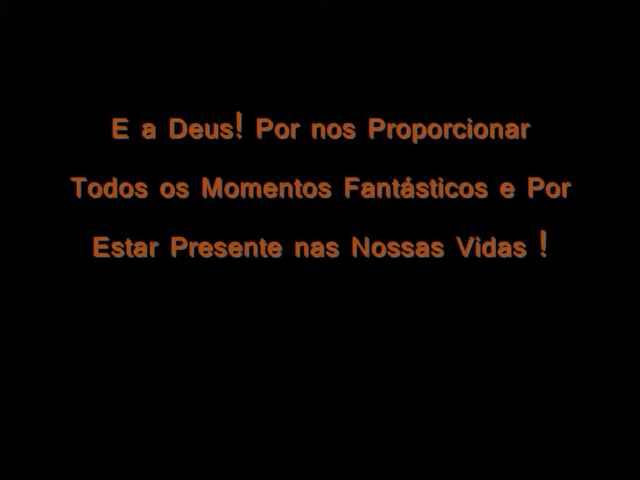 E a Deus! Por nos Proporcionar
Todos os Momentos Fantásticos e Por
Estar Presente nas Nossas Vidas !